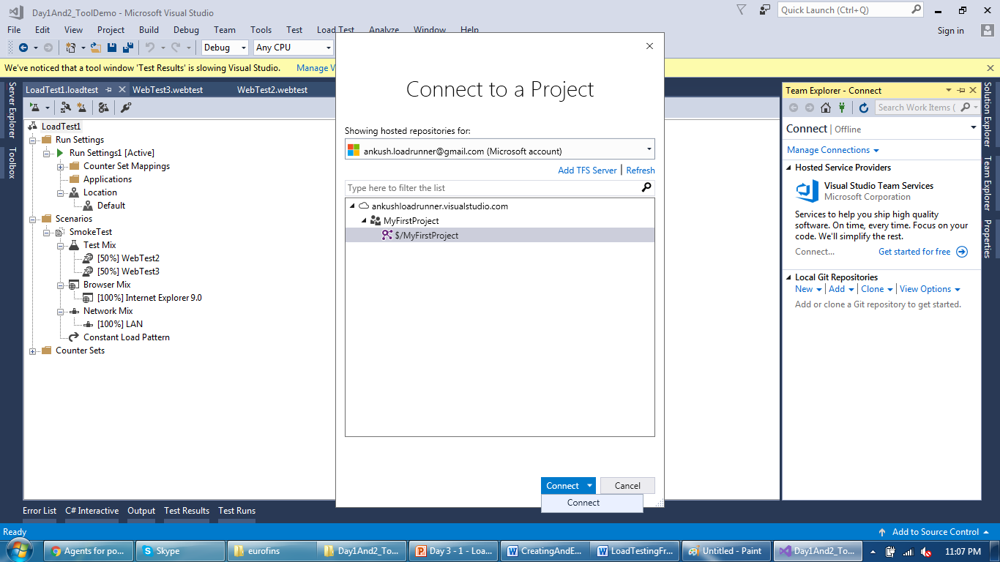 Day1And2_ToolDemo - Microsoft Visual Studio
Quick Launch (Ctrl+Q)
File Edit View Project Build Debug Team Tools Test Load Test Analyze Window Help
Sign in
Debug
Any CPU
We've noticed that a tool window 'Test Results' is slowing Visual Studio. Manage V
Server Explorer
Toolbox
LoadTest1.loadtest
WebTest3.webtest
WebTest2.webtest
LoadTest1
Run Settings
Run Settings1 [Active]
Counter Set Mappings
Applications
Location
Default
Scenarios
SmokeTest
Test Mix
[50%] WebTest2
[50%] WebTest3
Browser Mix
[100%] Internet Explorer 9.0
Network Mix
[100%] LAN
Constant Load Pattern
Counter Sets
Connect to a Project
Showing hosted repositories for:
ankush.loadrunner@gmail.com (Microsoft account)
Add TFS Server | Refresh
Type here to filter the list
ankushloadrunner.visualstudio.com
MyFirstProject
$/MyFirstProject
Connect
Cancel
Connect
Team Explorer - Connect
Search Work Items (
Connect | Offline
Manage Connections
Hosted Service Providers
Visual Studio Team Services
Microsoft Corporation
Services to help you ship high quality
software. On time, every time. Focus on your
code. We'll simplify the rest.
Connect...
Get started for free
Local Git Repositories
New | Add | Clone | View Options
Add or clone a Git repository to get started.
Solution Explorer
Team Explorer
Properties
Error List C# Interactive Output Test Results Test Runs
Ready
Add to Source Control
Agents for po...
Skype
eurofins
Day1And2_To...
Day 3 - 1 - Loa...
CreatingAndE...
LoadTestingFr...
Untitled - Paint
Day1And2_To...
11:07 PM